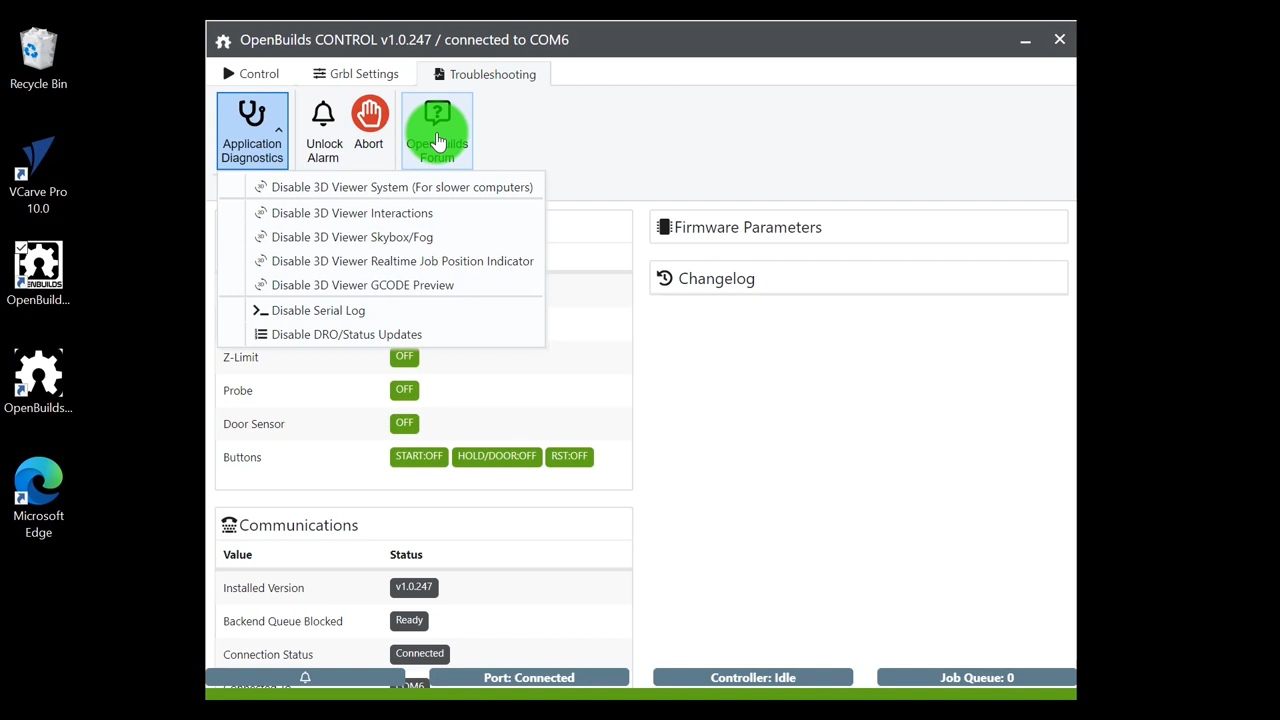 Recycle Bin
VCarve Pro
10.0
OpenBuild...
OpenBuilds...
Microsoft
Edge
OpenBuilds CONTROL v1.0.247 / connected to COM6
Control
Grbl Settings
Troubleshooting
Application
Diagnostics
Unlock
Alarm
Abort
OpenBuilds
Forum
Disable 3D Viewer System (For slower computers)
Disable 3D Viewer Interactions
Disable 3D Viewer Skybox/Fog
Disable 3D Viewer Realtime Job Position Indicator
Disable 3D Viewer GCODE Preview
Disable Serial Log
Disable DRO/Status Updates
Z-Limit OFF
Probe OFF
Door Sensor OFF
Buttons START:OFF HOLD/DOOR:OFF RST:OFF
Communications
Value Status
Installed Version v1.0.247
Backend Queue Blocked Ready
Connection Status Connected
COM6
Firmware Parameters
Changelog
Port: Connected
Controller: Idle
Job Queue: 0